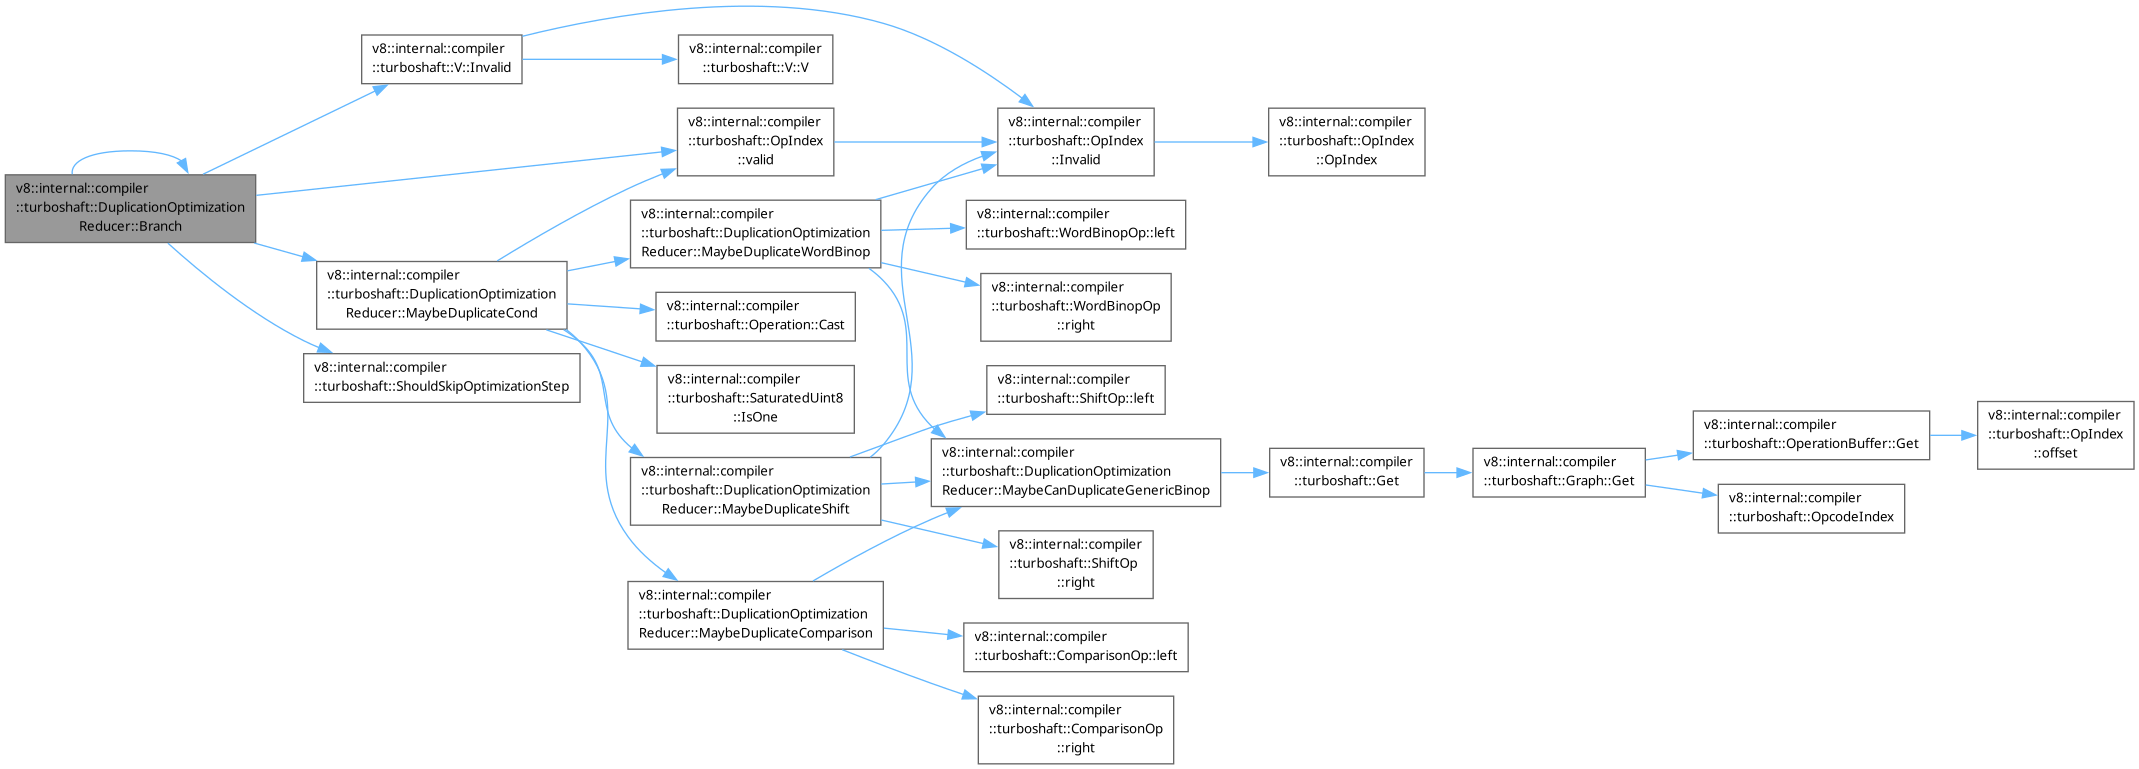 v8::internal::compiler
::turboshaft::DuplicationOptimization
Reducer::Branch
v8::internal::compiler
::turboshaft::V::Invalid
v8::internal::compiler
::turboshaft::V::V
v8::internal::compiler
::turboshaft::OpIndex
::valid
v8::internal::compiler
::turboshaft::OpIndex
::Invalid
v8::internal::compiler
::turboshaft::OpIndex
::OpIndex
v8::internal::compiler
::turboshaft::DuplicationOptimization
Reducer::MaybeDuplicateCond
v8::internal::compiler
::turboshaft::ShouldSkipOptimizationStep
v8::internal::compiler
::turboshaft::DuplicationOptimization
Reducer::MaybeDuplicateWordBinop
v8::internal::compiler
::turboshaft::WordBinopOp::left
v8::internal::compiler
::turboshaft::WordBinopOp
::right
v8::internal::compiler
::turboshaft::Operation::Cast
v8::internal::compiler
::turboshaft::SaturatedUint8
::IsOne
v8::internal::compiler
::turboshaft::DuplicationOptimization
Reducer::MaybeDuplicateShift
v8::internal::compiler
::turboshaft::ShiftOp::left
v8::internal::compiler
::turboshaft::DuplicationOptimization
Reducer::MaybeCanDuplicateGenericBinop
v8::internal::compiler
::turboshaft::ShiftOp
::right
v8::internal::compiler
::turboshaft::Get
v8::internal::compiler
::turboshaft::Graph::Get
v8::internal::compiler
::turboshaft::OperationBuffer::Get
v8::internal::compiler
::turboshaft::OpIndex
::offset
v8::internal::compiler
::turboshaft::OpcodeIndex
v8::internal::compiler
::turboshaft::DuplicationOptimization
Reducer::MaybeDuplicateComparison
v8::internal::compiler
::turboshaft::ComparisonOp::left
v8::internal::compiler
::turboshaft::ComparisonOp
::right